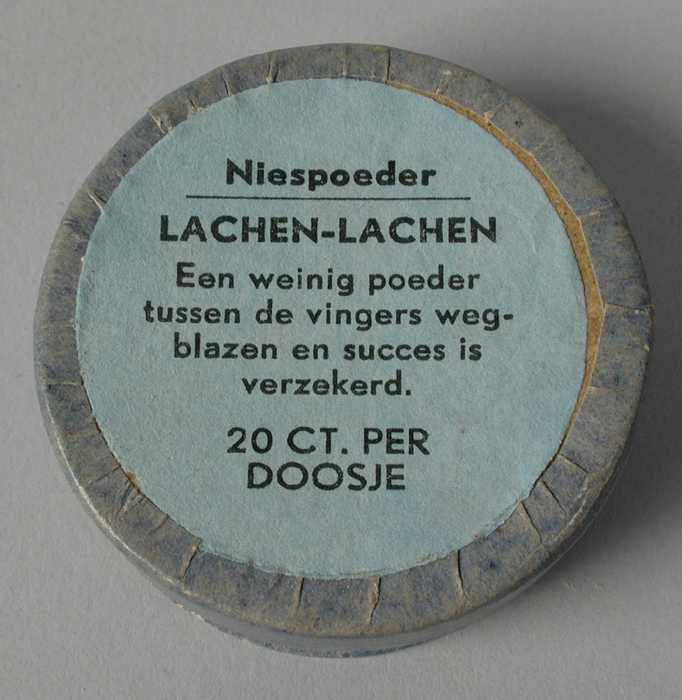 Niespoeder
LACHEN-LACHEN
Een weinig poeder
tussen de vingers weg-
blazen en succes is
verzekerd.
20 CT. PER
DOOSJE